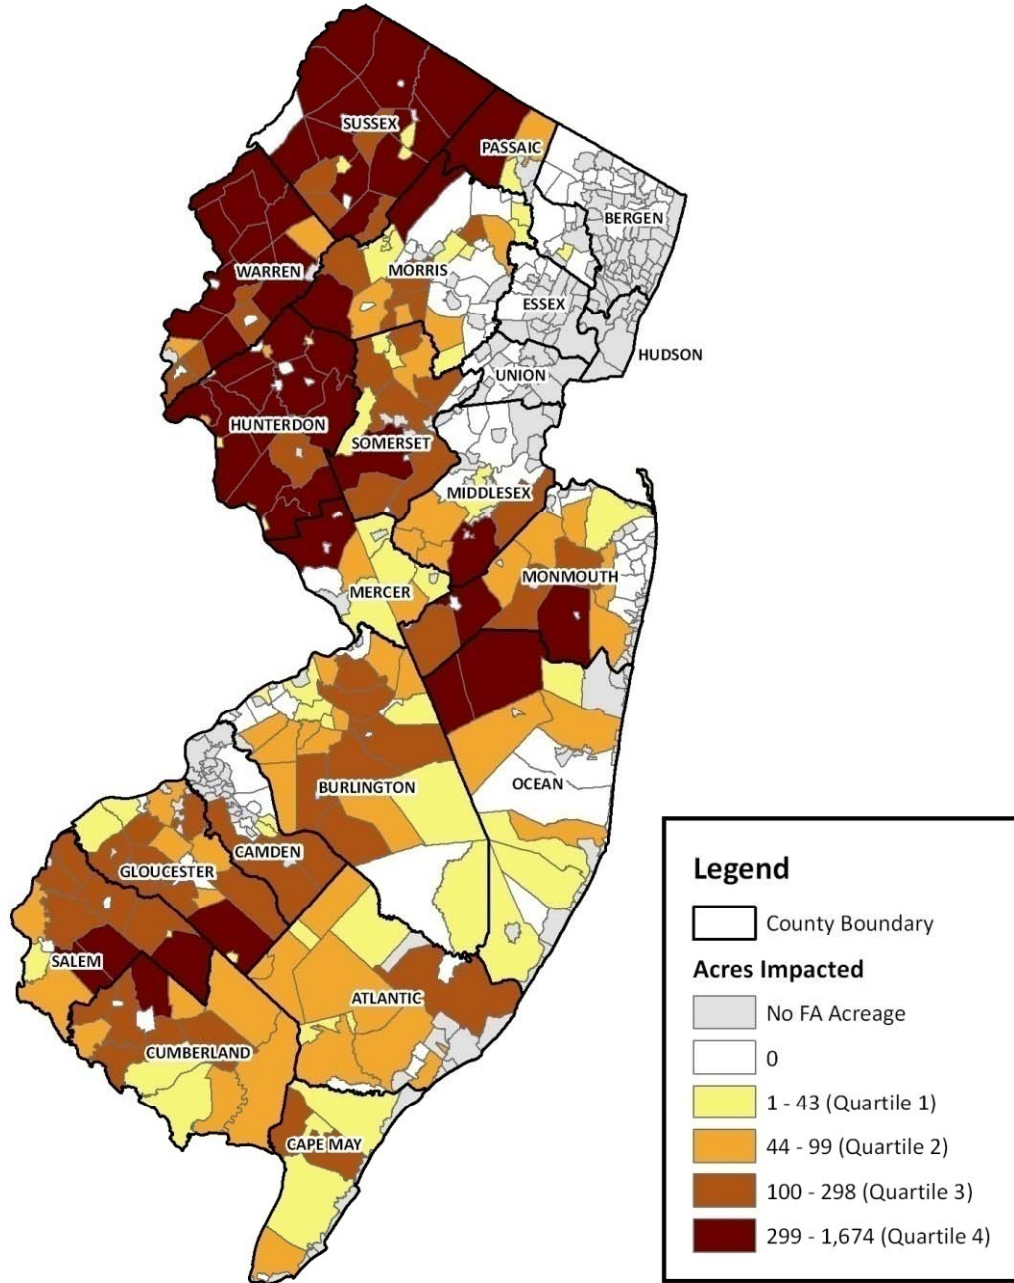 SUSSEX
PASSAIC
BERGEN
WARREN
MORRIS
ESSEX
HUDSON
UNION
HUNTERDON
SOMERSET
MIDDLESEX
MONMOUTH
MERCER
OCEAN
BURLINGTON
CAMDEN
GLOUCESTER
SALEM
ATLANTIC
CUMBERLAND
CAPE MAY
Legend
County Boundary
Acres Impacted
No FA Acreage
0
1 - 43 (Quartile 1)
44 - 99 (Quartile 2)
100 - 298 (Quartile 3)
299 - 1,674 (Quartile 4)